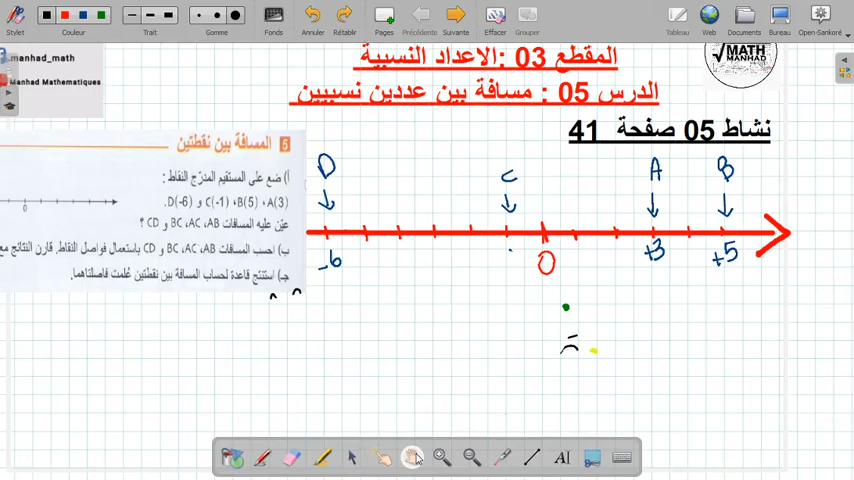 Stylet
Gomme
Fonds
Annuler
Rétablir
Pages
Précédente
Suivante
Effacer
Grouper
Tableau
Web
Documents
Bureau
Open-Sankoré
manhad_math
Manhad Mathematiques
MATH
MANHAD
المقطع 03 :الاعداد النسبية
الدرس 05 : مسافة بين عددين نسبيين
نشاط 05 صفحة 41
5 المسافة بين نقطتين
أ) ضع على المستقيم المدرّج النقاط :
A(3)، B(5)، C(-1) و D(-6).
عيّن عليه المسافات AB، AC، BC و CD ؟
ب) احسب المسافات AB، AC، BC و CD باستعمال فواصل النقاط. قارن النتائج مع
جـ) استنتج قاعدة لحساب المسافة بين نقطتين عُلمت فاصلتاهما.
0
D C A B
-6 0 +3 +5